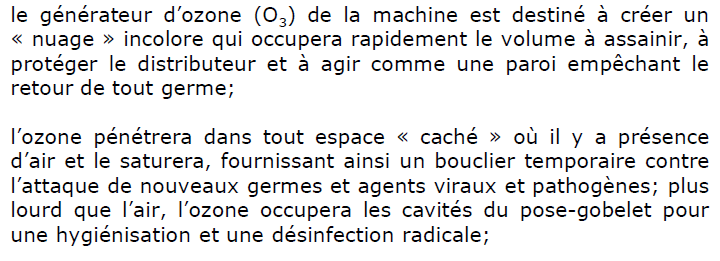 le générateur d’ozone (O₃) de la machine est destiné à créer un
« nuage » incolore qui occupera rapidement le volume à assainir, à
protéger le distributeur et à agir comme une paroi empêchant le
retour de tout germe;
l’ozone pénétrera dans tout espace « caché » où il y a présence
d’air et le saturera, fournissant ainsi un bouclier temporaire contre
l’attaque de nouveaux germes et agents viraux et pathogènes; plus
lourd que l’air, l’ozone occupera les cavités du pose-gobelet pour
une hygiénisation et une désinfection radicale;